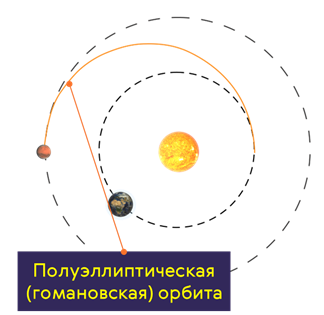 Полуэллиптическая
(гомановская) орбита